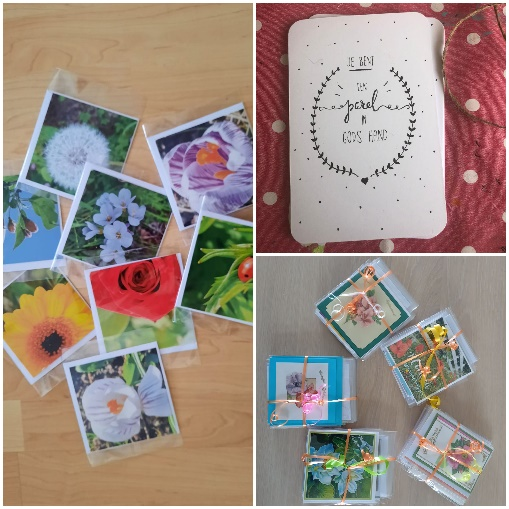 JE BENT
EEN
parel
IN
GODS HAND